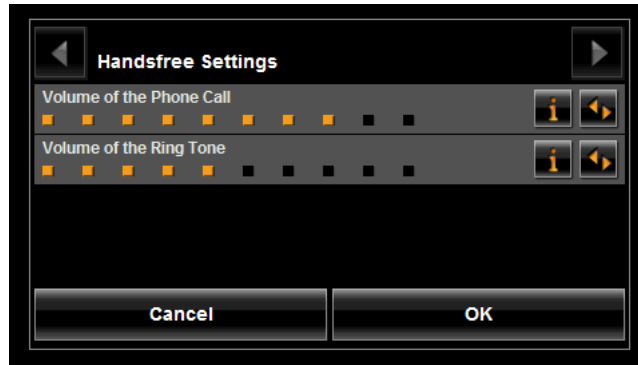 Handsfree Settings
Volume of the Phone Call
i
Volume of the Ring Tone
i
Cancel OK